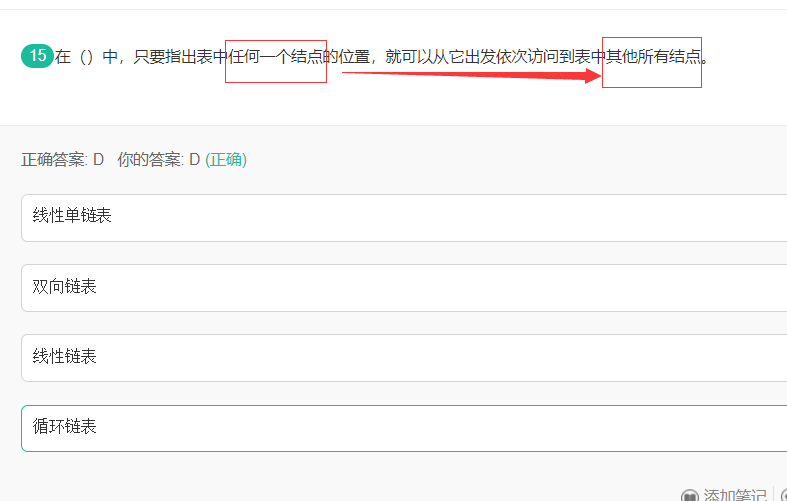 15 在（）中，只要指出表中任何一个结点的位置，就可以从它出发依次访问到表中其他所有结点。
正确答案: D 你的答案: D (正确)
线性单链表
双向链表
线性链表
循环链表
添加笔记